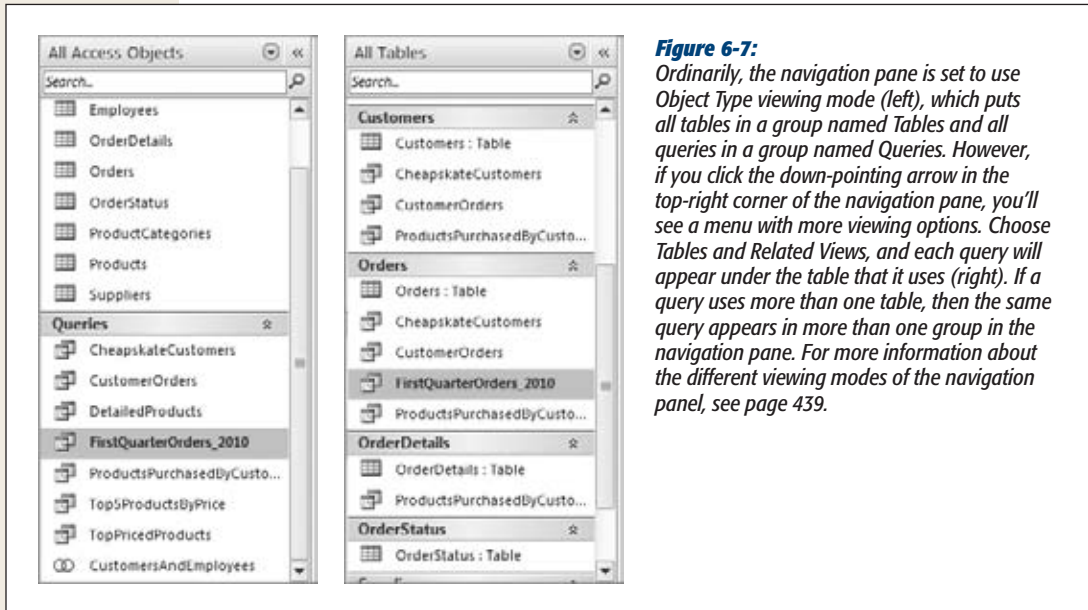 All Access Objects
Search..
Employees
OrderDetails
Orders
OrderStatus
ProductCategories
Products
Suppliers
Queries
CheapskateCustomers
CustomerOrders
DetailedProducts
FirstQuarterOrders_2010
ProductsPurchasedByCusto...
Top5ProductsByPrice
TopPricedProducts
CustomersAndEmployees
All Tables
Search..
Customers
Customers : Table
CheapskateCustomers
CustomerOrders
ProductsPurchasedByCusto...
Orders
Orders : Table
CheapskateCustomers
CustomerOrders
FirstQuarterOrders_2010
ProductsPurchasedByCusto...
OrderDetails
OrderDetails : Table
ProductsPurchasedByCusto...
OrderStatus
OrderStatus : Table
Figure 6-7:
Ordinarily, the navigation pane is set to use
Object Type viewing mode (left), which puts
all tables in a group named Tables and all
queries in a group named Queries. However,
if you click the down-pointing arrow in the
top-right corner of the navigation pane, you’ll
see a menu with more viewing options. Choose
Tables and Related Views, and each query will
appear under the table that it uses (right). If a
query uses more than one table, then the same
query appears in more than one group in the
navigation pane. For more information about
the different viewing modes of the navigation
panel, see page 439.